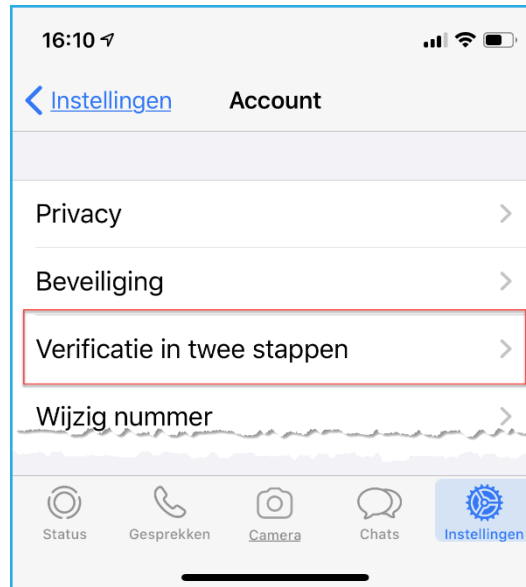 16:10
Instellingen Account
Privacy
Beveiliging
Verificatie in twee stappen
Wijzig nummer
Status Gesprekken Camera Chats Instellingen